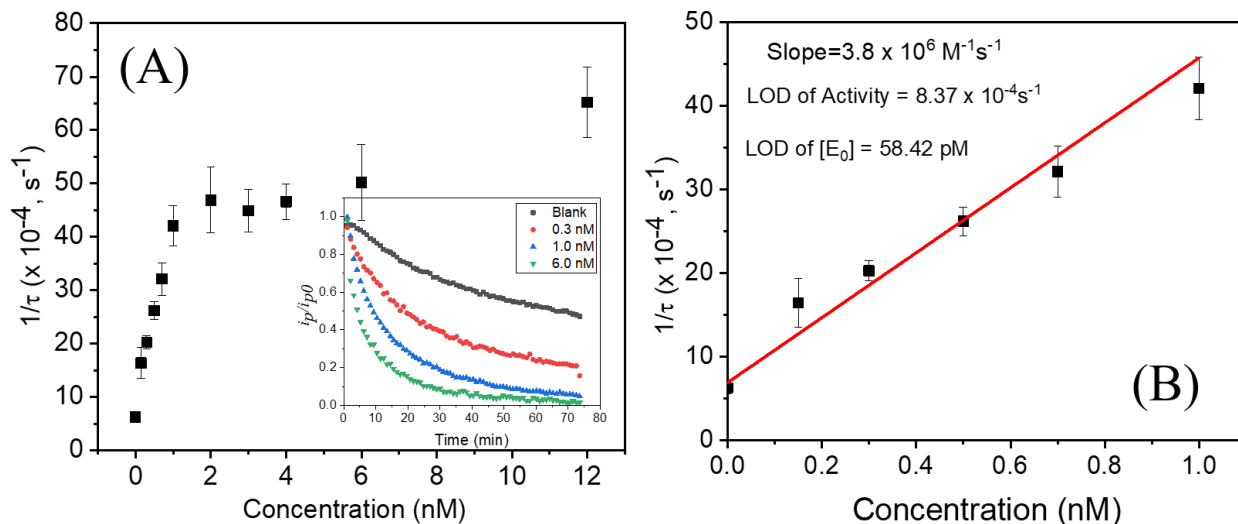 (A)
80
70
60
50
40
30
20
10
0
1/τ (x 10⁻⁴, s⁻¹)
0 2 4 6 8 10 12
Concentration (nM)
Blank
0.3 nM
1.0 nM
6.0 nM
1.0
0.8
0.6
0.4
0.2
0.0
iₚ/iₚ₀
0 10 20 30 40 50 60 70 80
Time (min)
Slope=3.8 x 10⁶ M⁻¹s⁻¹
LOD of Activity = 8.37 x 10⁻⁴s⁻¹
LOD of [E₀] = 58.42 pM
(B)
50
40
30
20
10
0
1/τ (x 10⁻⁴, s⁻¹)
0.0 0.2 0.4 0.6 0.8 1.0
Concentration (nM)